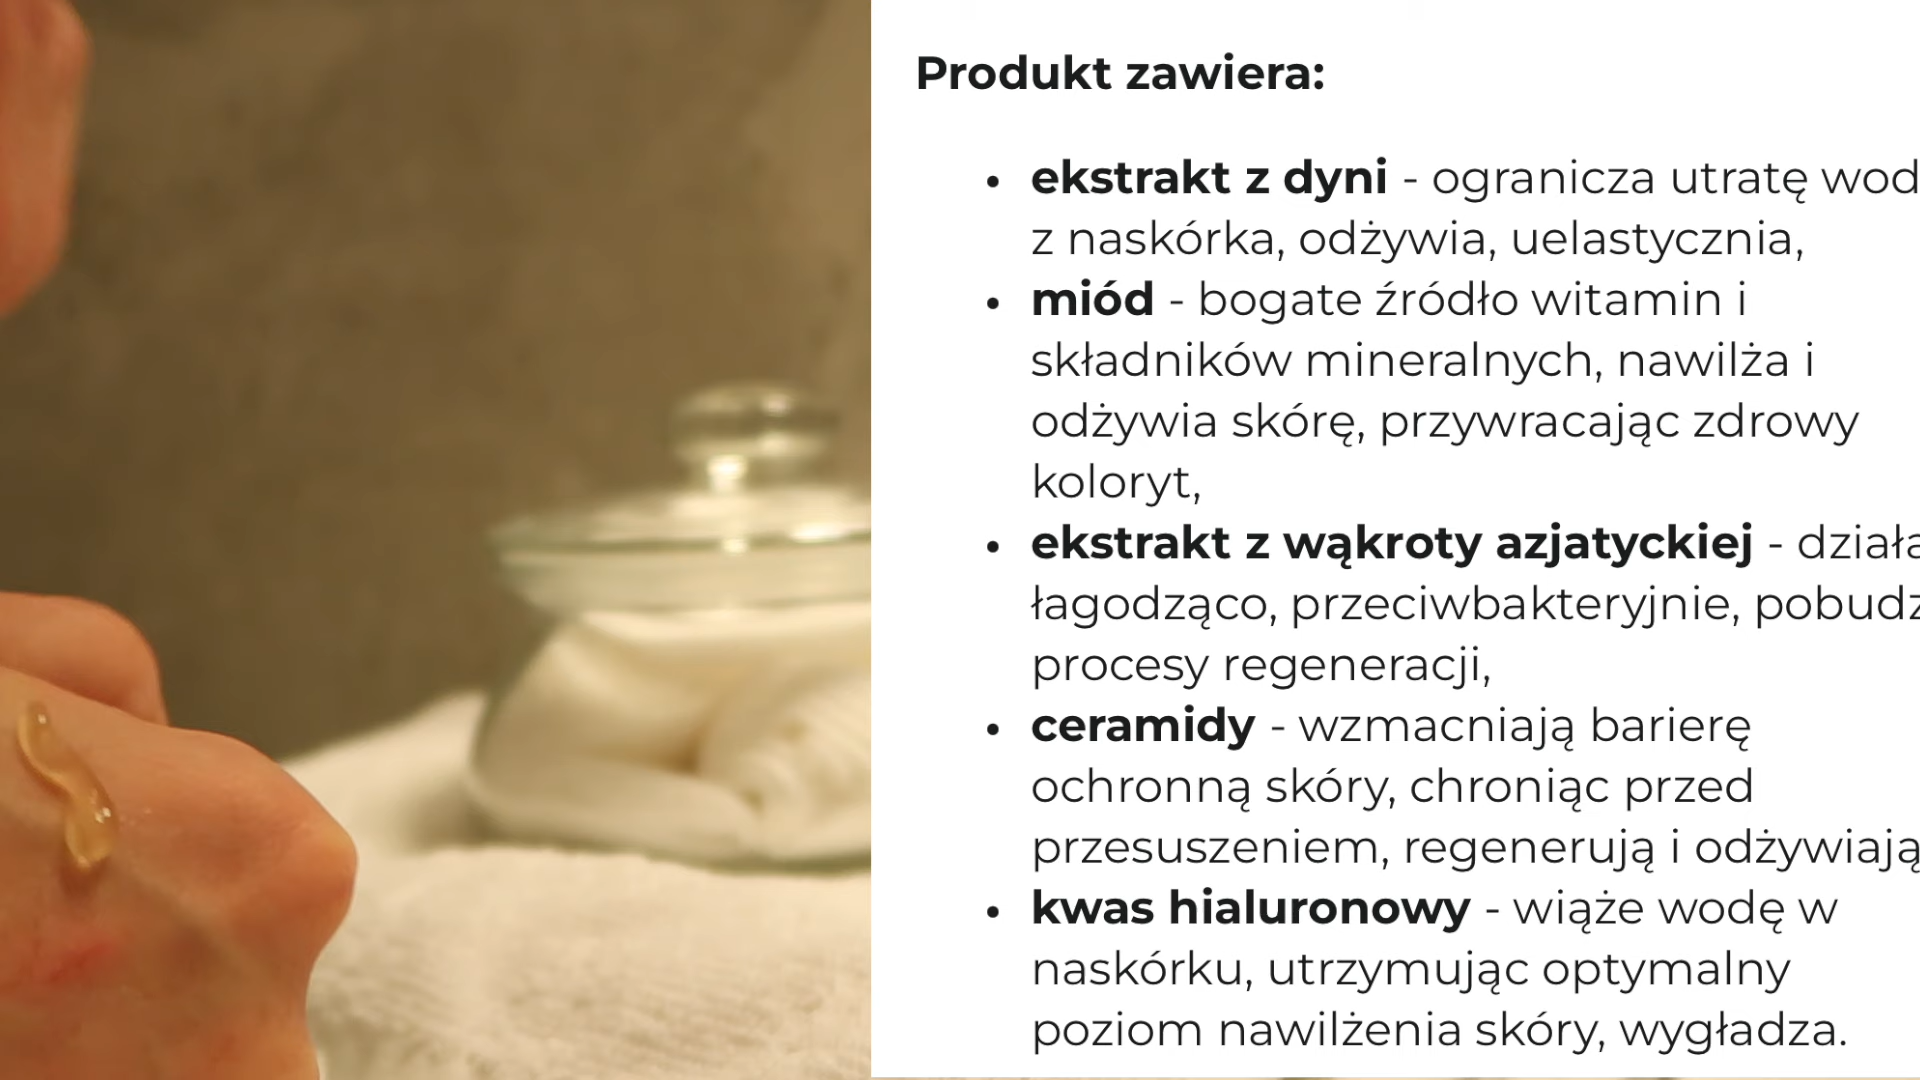 Produkt zawiera:
• ekstrakt z dyni - ogranicza utratę wod
z naskórka, odżywia, uelastycznia,
• miód - bogate źródło witamin i
składników mineralnych, nawilża i
odżywia skórę, przywracając zdrowy
koloryt,
• ekstrakt z wąkroty azjatyckiej - działa
łagodząco, przeciwbakteryjnie, pobudz
procesy regeneracji,
• ceramidy - wzmacniają barierę
ochronną skóry, chroniąc przed
przesuszeniem, regenerują i odżywiają
• kwas hialuronowy - wiąże wodę w
naskórku, utrzymując optymalny
poziom nawilżenia skóry, wygładza.